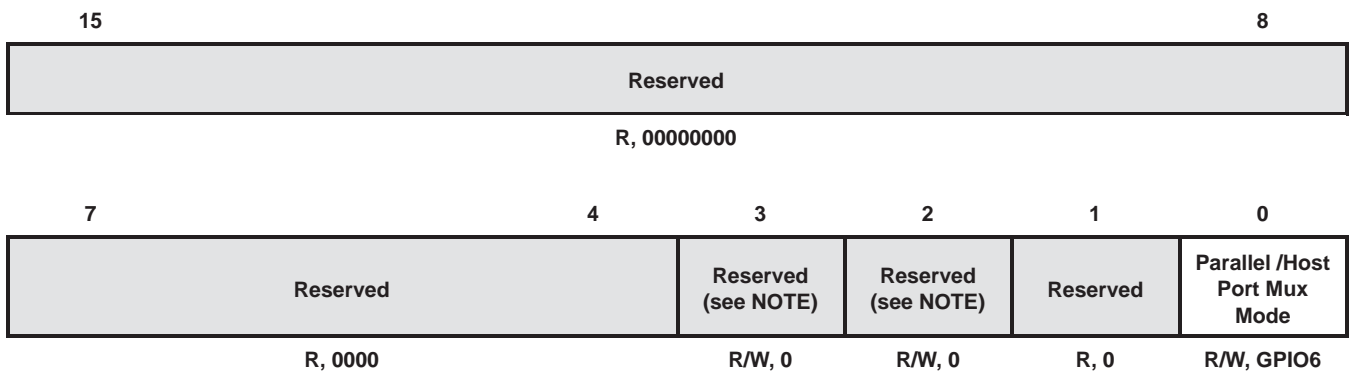 15 8
Reserved
R, 00000000
7 4 3 2 1 0
Reserved
Reserved
(see NOTE)
Reserved
(see NOTE)
Reserved
Parallel /Host
Port Mux
Mode
R, 0000 R/W, 0 R/W, 0 R, 0 R/W, GPIO6